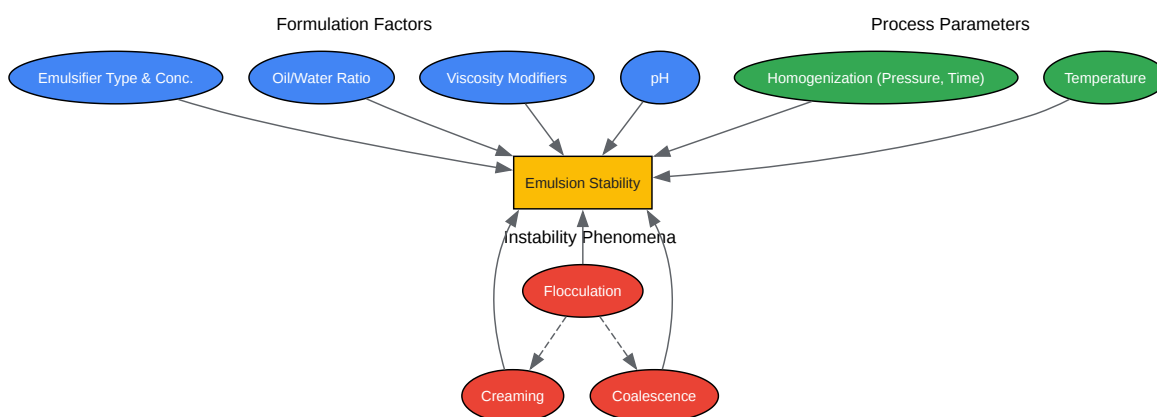 Formulation Factors
Process Parameters
Emulsifier Type & Conc.
Oil/Water Ratio
Viscosity Modifiers
pH
Homogenization (Pressure, Time)
Temperature
Emulsion Stability
Instability Phenomena
Flocculation
Creaming
Coalescence